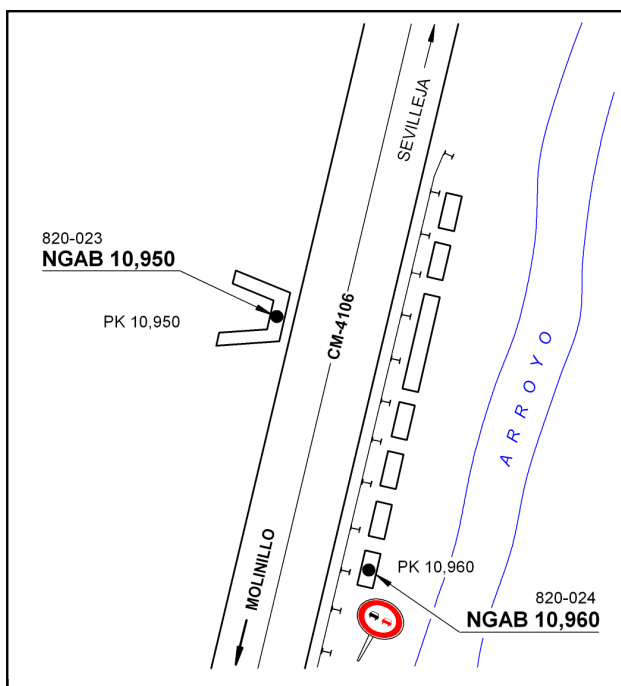 SEVILLEJA
820-023
NGAB 10,950
PK 10,950
CM-4106
ARROYO
MOLINILLO
PK 10,960
820-024
NGAB 10,960